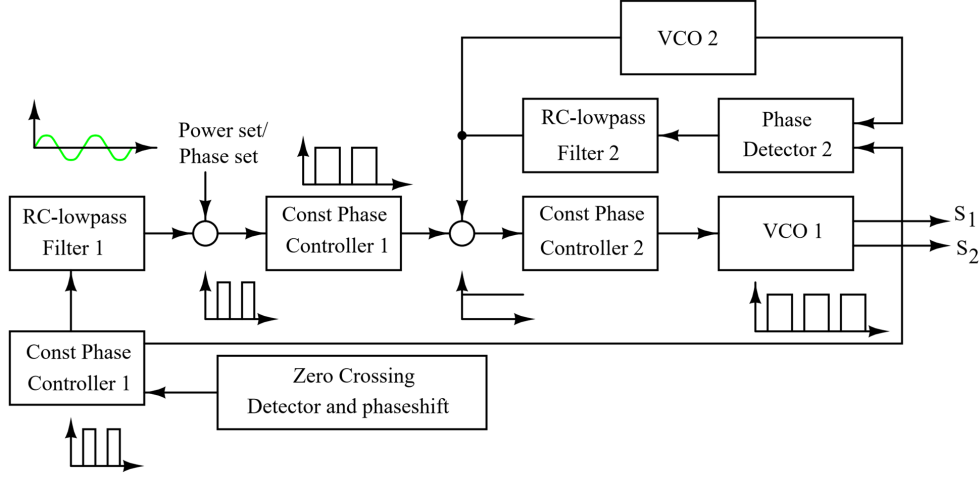 VCO 2
RC-lowpass
Filter 2
Phase
Detector 2
Power set/
Phase set
RC-lowpass
Filter 1
Const Phase
Controller 1
Const Phase
Controller 2
VCO 1
S1
S2
Const Phase
Controller 1
Zero Crossing
Detector and phaseshift